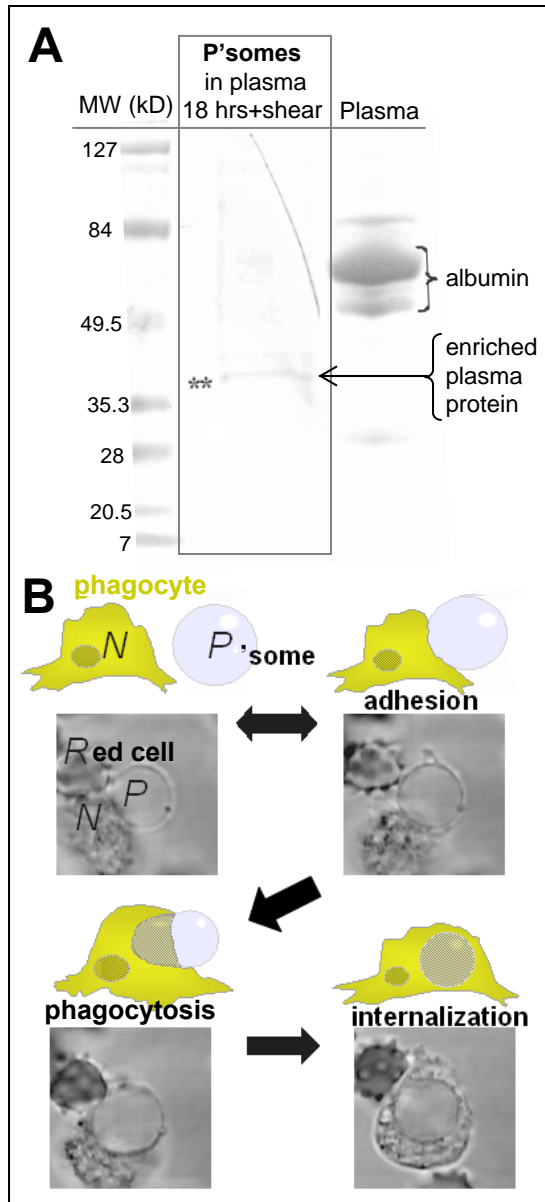 A
P'somes
in plasma
18 hrs+shear
MW (kD)
Plasma
127
84
49.5
35.3
28
20.5
7
**
albumin
enriched
plasma
protein
B
phagocyte
N
P'some
adhesion
Red cell
P
N
phagocytosis
internalization